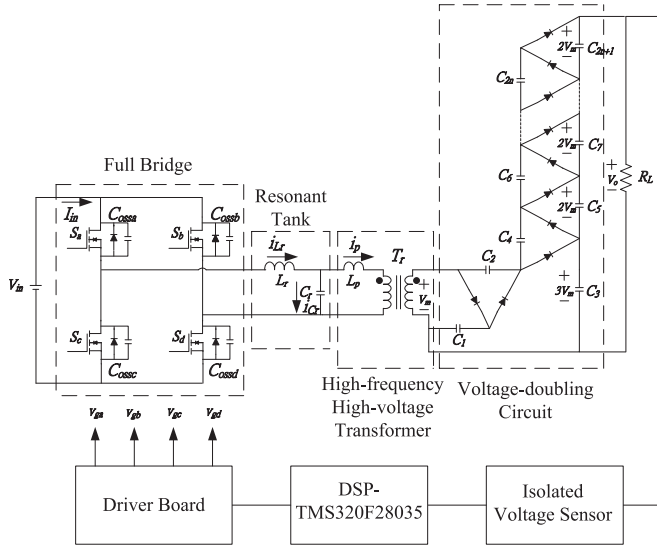 Full Bridge
Resonant
Tank
I_in
C_ossa
C_ossb
S_a
S_b
V_in
S_c
S_d
C_ossc
C_ossd
i_Lr
L_r
C_r
i_Cr
i_p
L_p
T_r
V_m
+
−
High-frequency
High-voltage
Transformer
C_1
C_2
C_3
C_4
C_5
C_6
C_7
C_2n
C_2n+1
+
2V_m
−
+
2V_m
−
+
2V_m
−
+
3V_m
−
+
V_o
−
R_L
Voltage-doubling
Circuit
v_ga
v_gb
v_gc
v_gd
Driver Board
DSP-
TMS320F28035
Isolated
Voltage Sensor